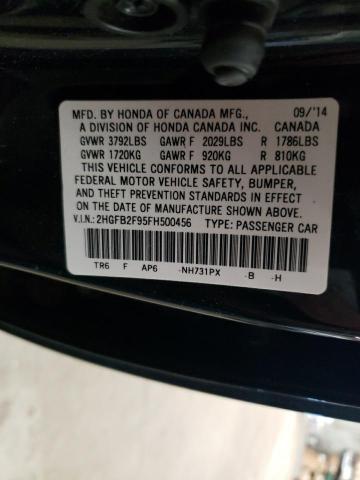 MFD. BY HONDA OF CANADA MFG., 09/'14
A DIVISION OF HONDA CANADA INC. CANADA
GVWR 3792LBS GAWR F 2029LBS R 1786LBS
GVWR 1720KG GAWR F 920KG R 810KG
THIS VEHICLE CONFORMS TO ALL APPLICABLE
FEDERAL MOTOR VEHICLE SAFETY, BUMPER,
AND THEFT PREVENTION STANDARDS IN EFFECT
ON THE DATE OF MANUFACTURE SHOWN ABOVE.
V.I.N.: 2HGFB2F95FH500456 TYPE: PASSENGER CAR
TR6 F AP6 -NH731PX -B -H